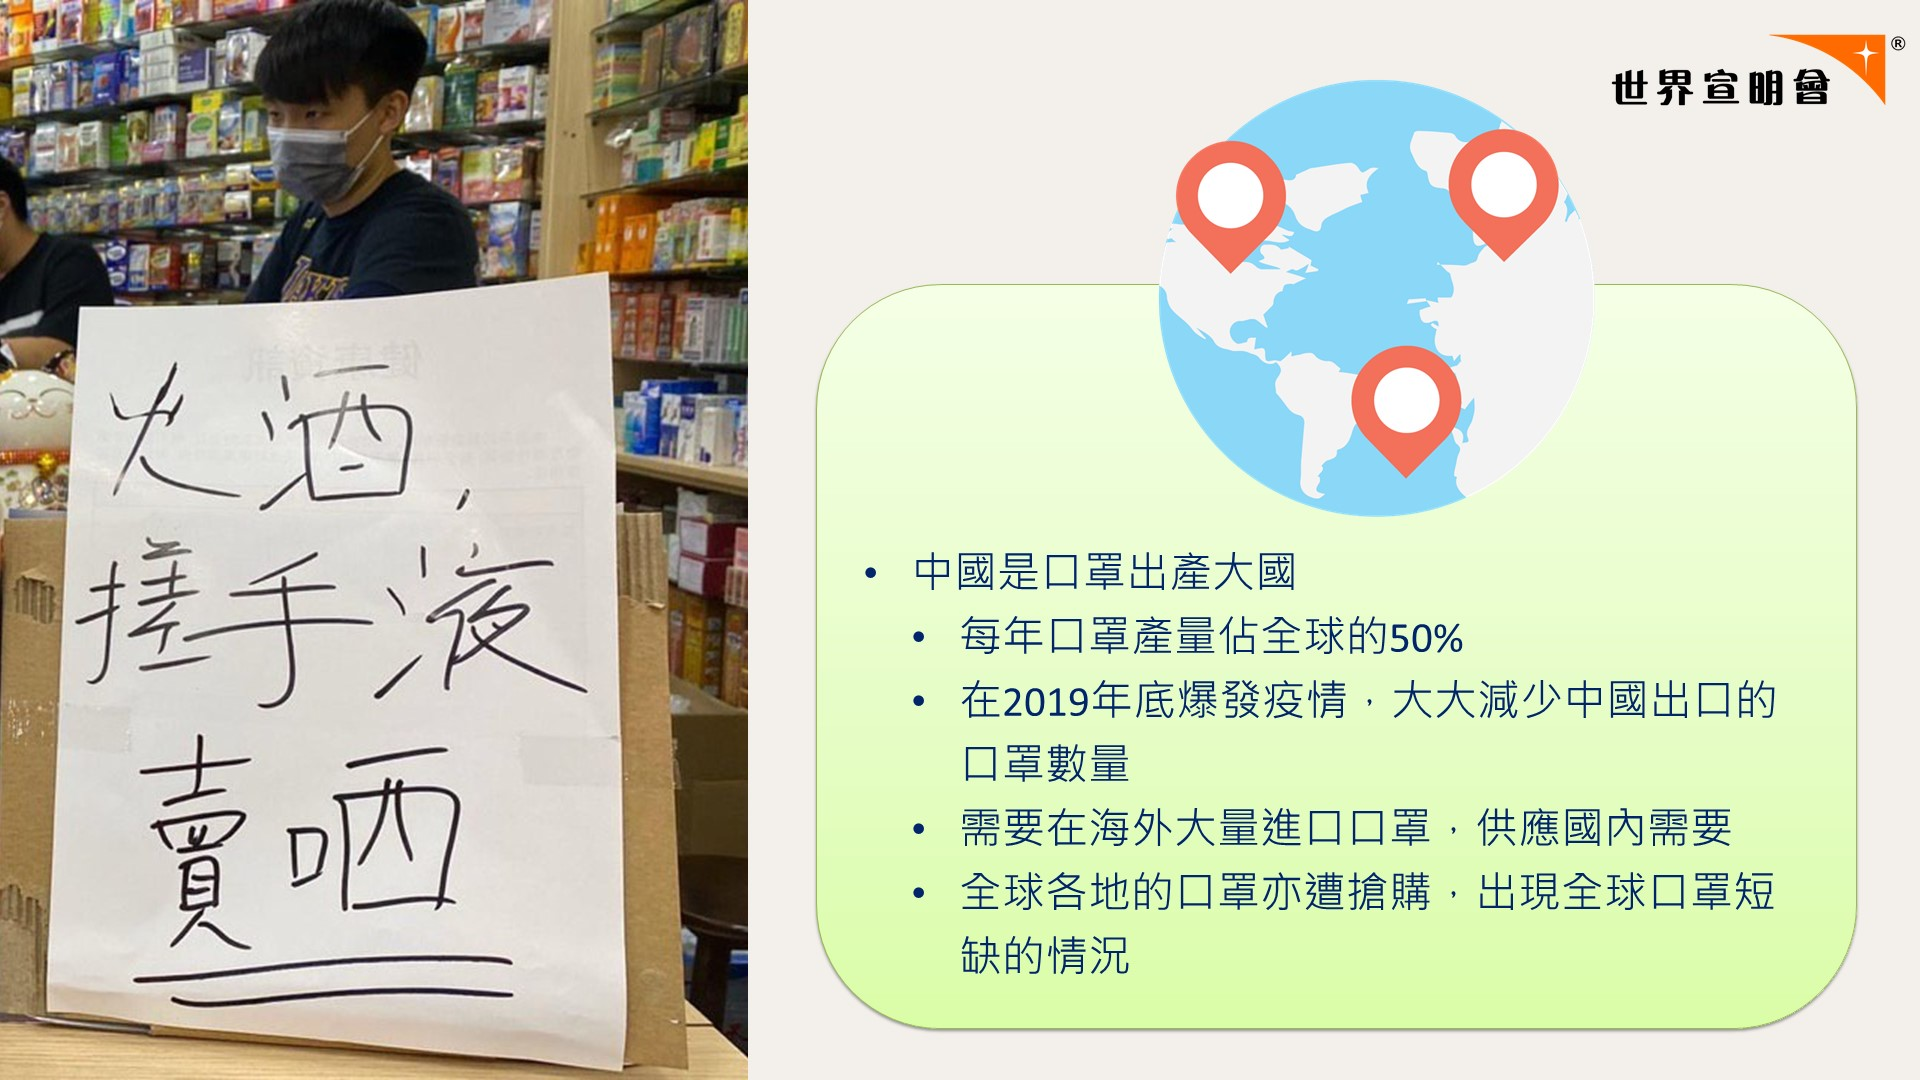 火酒,
搓手液
賣哂
健康資訊
世界宣明會®
• 中國是口罩出產大國
• 每年口罩產量佔全球的50%
• 在2019年底爆發疫情，大大減少中國出口的
口罩數量
• 需要在海外大量進口口罩，供應國內需要
• 全球各地的口罩亦遭搶購，出現全球口罩短
缺的情況